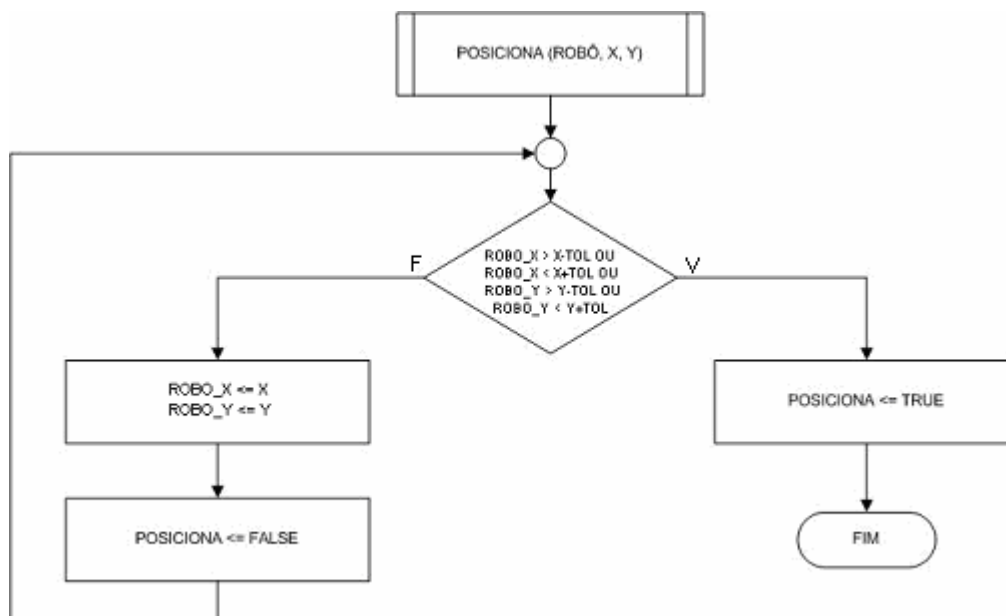 POSICIONA (ROBÔ, X, Y)
F
V
ROBO_X > X-TOL OU
ROBO_X < X+TOL OU
ROBO_Y > Y-TOL OU
ROBO_Y < Y+TOL
ROBO_X <= X
ROBO_Y <= Y
POSICIONA <= TRUE
POSICIONA <= FALSE
FIM